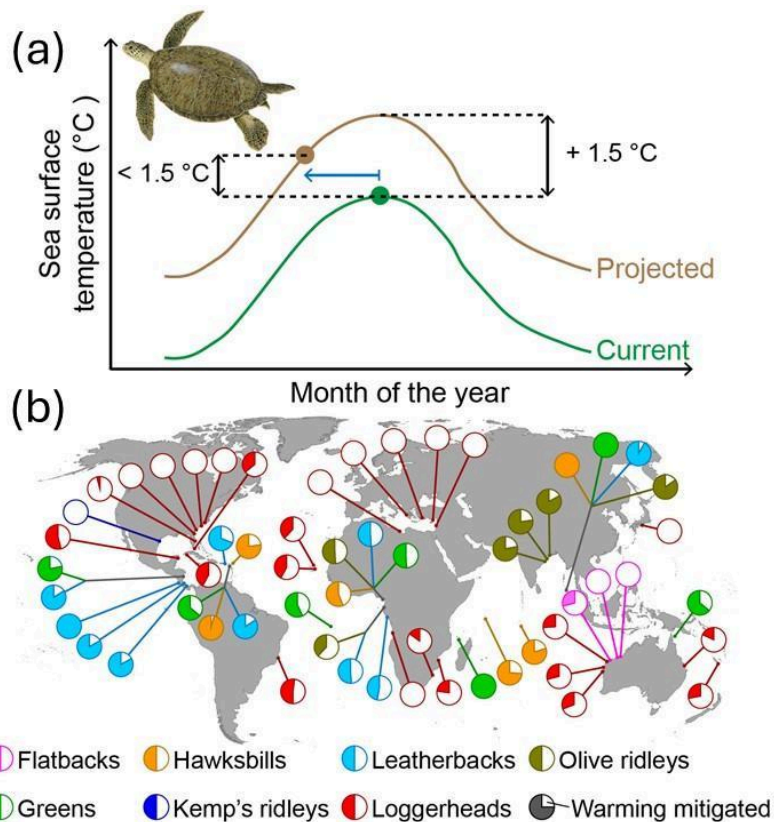 (a)
Sea surface
temperature (°C)
< 1.5 °C
+ 1.5 °C
Projected
Current
Month of the year
(b)
Flatbacks
Hawksbills
Leatherbacks
Olive ridleys
Greens
Kemp's ridleys
Loggerheads
Warming mitigated